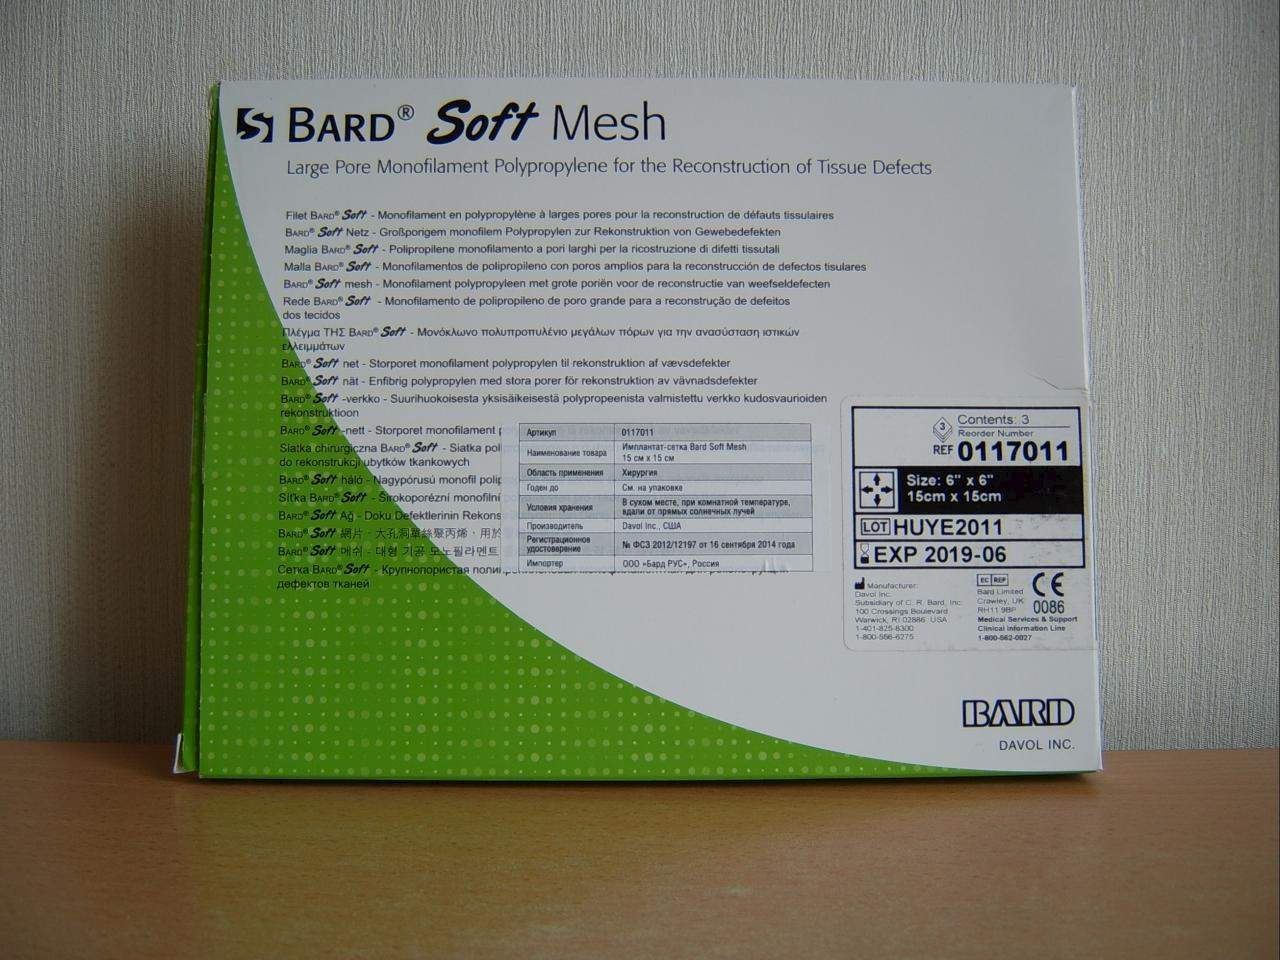 BARD® Soft Mesh
Large Pore Monofilament Polypropylene for the Reconstruction of Tissue Defects
Filet BARD® Soft - Monofilament en polypropylène à larges pores pour la reconstruction de défauts tissulaires
BARD® Soft Netz - Großporigem monofilem Polypropylen zur Rekonstruktion von Gewebedefekten
Maglia BARD® Soft - Polipropilene monofilamento a pori larghi per la ricostruzione di difetti tissutali
Malla BARD® Soft - Monofilamentos de polipropileno con poros amplios para la reconstrucción de defectos tisulares
BARD® Soft mesh - Monofilament polypropyleen met grote poriën voor de reconstructie van weefseldefecten
Rede BARD® Soft - Monofilamento de polipropileno de poro grande para a reconstrução de defeitos
dos tecidos
Πλέγμα ΤΗΣ BARD® Soft - Μονόκλωνο πολυπροπυλένιο μεγάλων πόρων για την ανασύσταση ιστικών
ελλειμμάτων
BARD® Soft net - Storporet monofilament polypropylen til rekonstruktion af vævsdefekter
BARD® Soft nät - Enfibrig polypropylen med stora porer för rekonstruktion av vävnadsdefekter
BARD® Soft -verkko - Suurihuokoisesta yksisäikeisestä polypropeenista valmistettu verkko kudosvaurioiden
rekonstruktioon
BARD® Soft -nett - Storporet monofilament
Siatka chirurgiczna BARD® Soft - Siatka
do rekonstrukcji ubytków tkankowych
BARD® Soft háló - Nagypórusú monofil
Síťka BARD® Soft - Širokoporézní monofilní
BARD® Soft Ağ - Doku Defektlerinin
BARD® Soft 網片 - 大孔洞單絲聚丙烯，用於
BARD® Soft 메쉬 - 대형 기공 모노필라멘트
Сетка BARD® Soft - Крупнопористая
дефектов тканей
Артикул 0117011
Наименование товара Имплантат-сетка Bard Soft Mesh
15 см x 15 см
Область применения Хирургия
Годен до См. на упаковке
Условия хранения В сухом месте, при комнатной температуре,
вдали от прямых солнечных лучей
Производитель Davol Inc., США
Регистрационное
удостоверение № ФСЗ 2012/12197 от 16 сентября 2014 года
Импортер ООО «Бард РУС», Россия
3 Contents: 3
Reorder Number
REF 0117011
Size: 6" x 6"
15cm x 15cm
LOT HUYE2011
EXP 2019-06
Manufacturer:
Davol Inc.
Subsidiary of C. R. Bard, Inc.
100 Crossings Boulevard
Warwick, RI 02886 USA
1-401-825-8300
1-800-556-6275
EC REP
Bard Limited
Crawley, UK
RH11 9BP
CE
0086
Medical Services & Support
Clinical Information Line
1-800-562-0027
BARD
DAVOL INC.